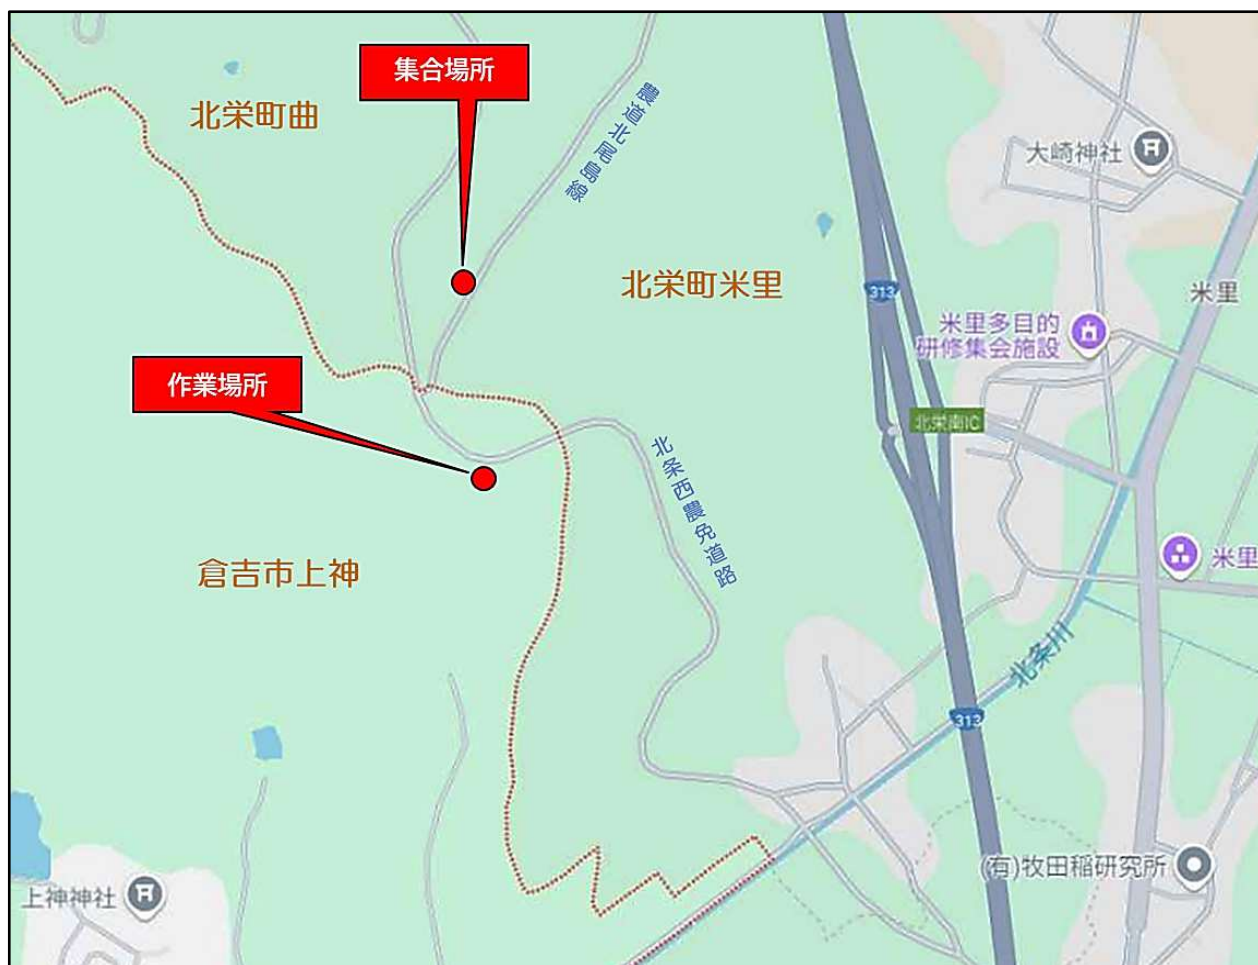 集合場所
北栄町曲
農道北尾島線
大崎神社
北栄町米里
313
米里
米里多目的
研修集会施設
作業場所
北栄南IC
北条西農免道路
倉吉市上神
米里
北条川
313
(有)牧田稲研究所
上神神社